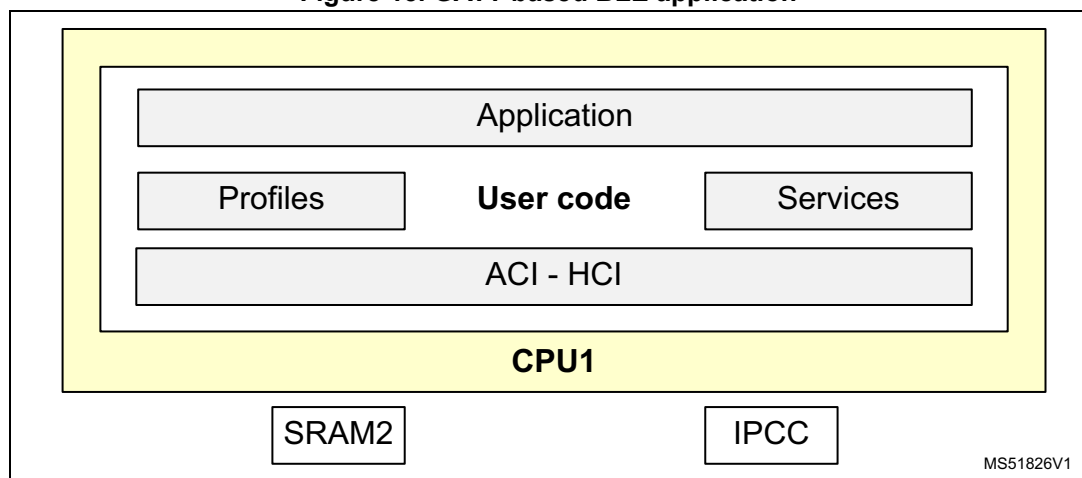 Application
Profiles
User code
Services
ACI - HCI
CPU1
SRAM2
IPCC
MS51826V1